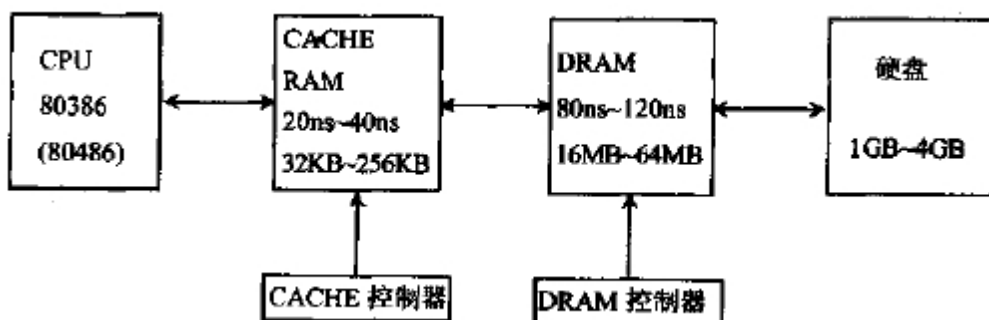 CPU
80386
(80486)
CACHE
RAM
20ns~40ns
32KB~256KB
DRAM
80ns~120ns
16MB~64MB
硬盘
1GB~4GB
CACHE 控制器
DRAM 控制器